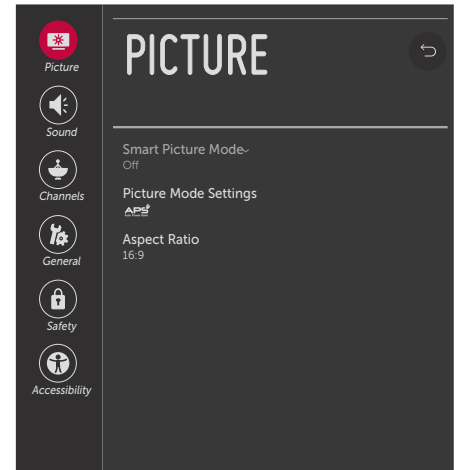 PICTURE
Picture
Sound
Channels
General
Safety
Accessibility
Smart Picture Mode
Off
Picture Mode Settings
APS
Aspect Ratio
16:9